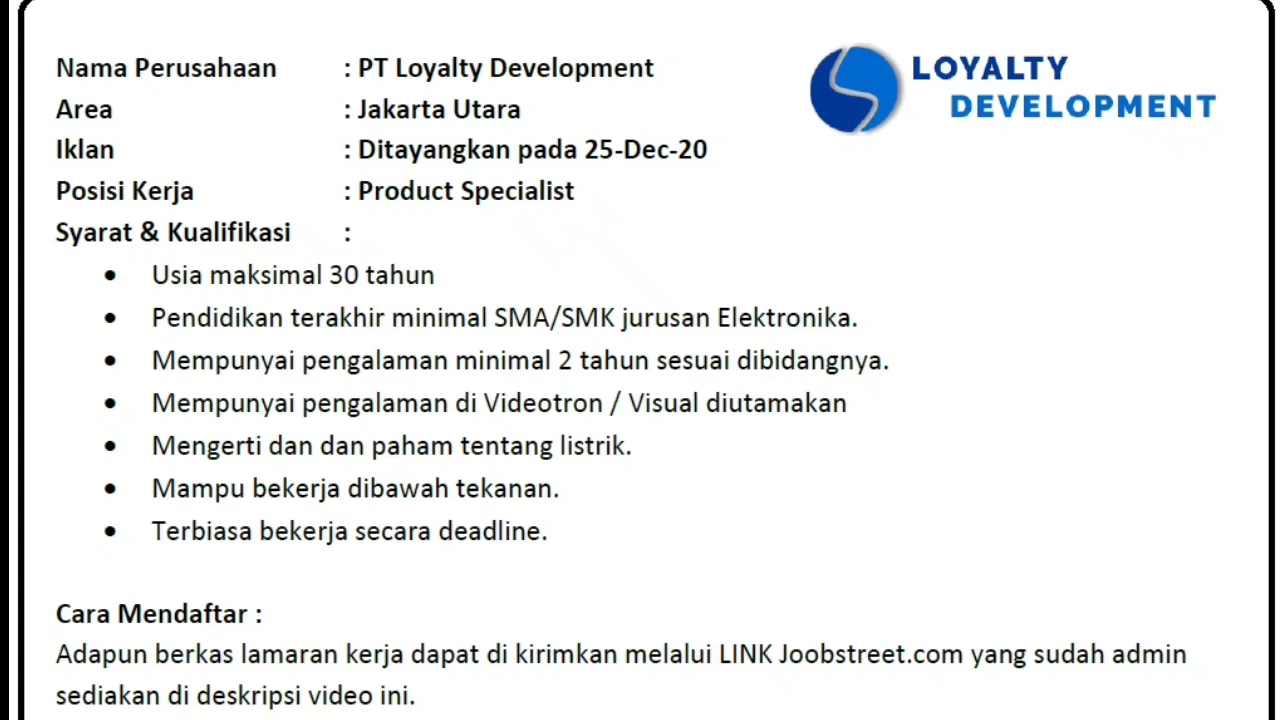 Nama Perusahaan : PT Loyalty Development
LOYALTY
DEVELOPMENT
Area : Jakarta Utara
Iklan : Ditayangkan pada 25-Dec-20
Posisi Kerja : Product Specialist
Syarat & Kualifikasi :
• Usia maksimal 30 tahun
• Pendidikan terakhir minimal SMA/SMK jurusan Elektronika.
• Mempunyai pengalaman minimal 2 tahun sesuai dibidangnya.
• Mempunyai pengalaman di Videotron / Visual diutamakan
• Mengerti dan dan paham tentang listrik.
• Mampu bekerja dibawah tekanan.
• Terbiasa bekerja secara deadline.
Cara Mendaftar :
Adapun berkas lamaran kerja dapat di kirimkan melalui LINK Joobstreet.com yang sudah admin
sediakan di deskripsi video ini.